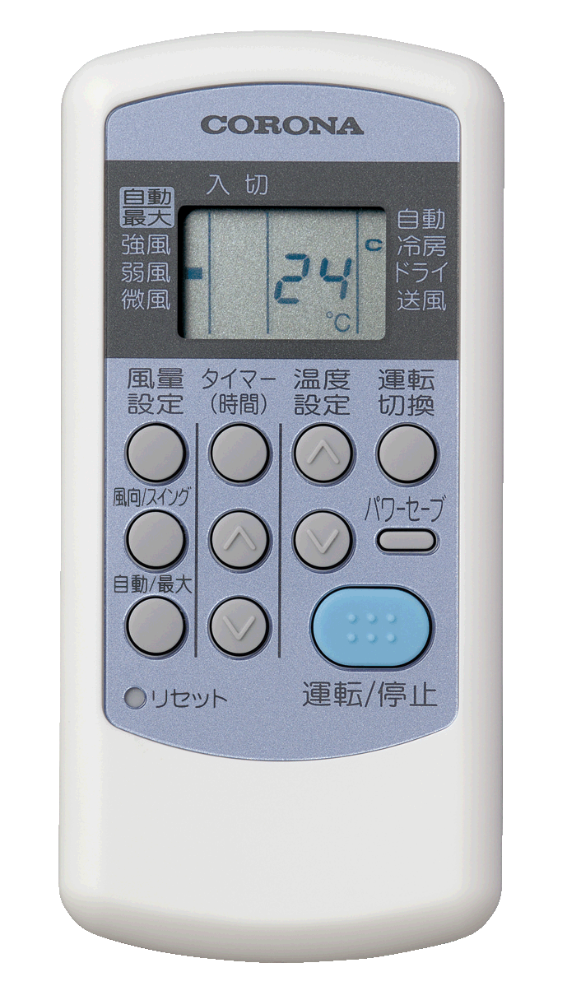 CORONA
入 切
自動
最大
強風
弱風
微風
24
℃
c
自動
冷房
ドライ
送風
風量
設定
タイマー
(時間)
温度
設定
運転
切換
風向/スイング
パワーセーブ
自動/最大
リセット
運転/停止